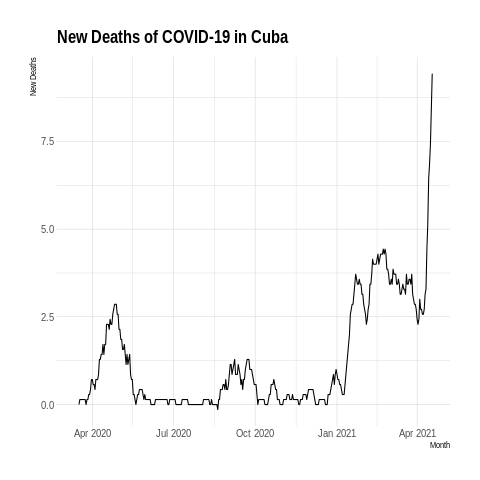 New Deaths of COVID-19 in Cuba
New Deaths
7.5
5.0
2.5
0.0
Apr 2020 Jul 2020 Oct 2020 Jan 2021 Apr 2021
Month